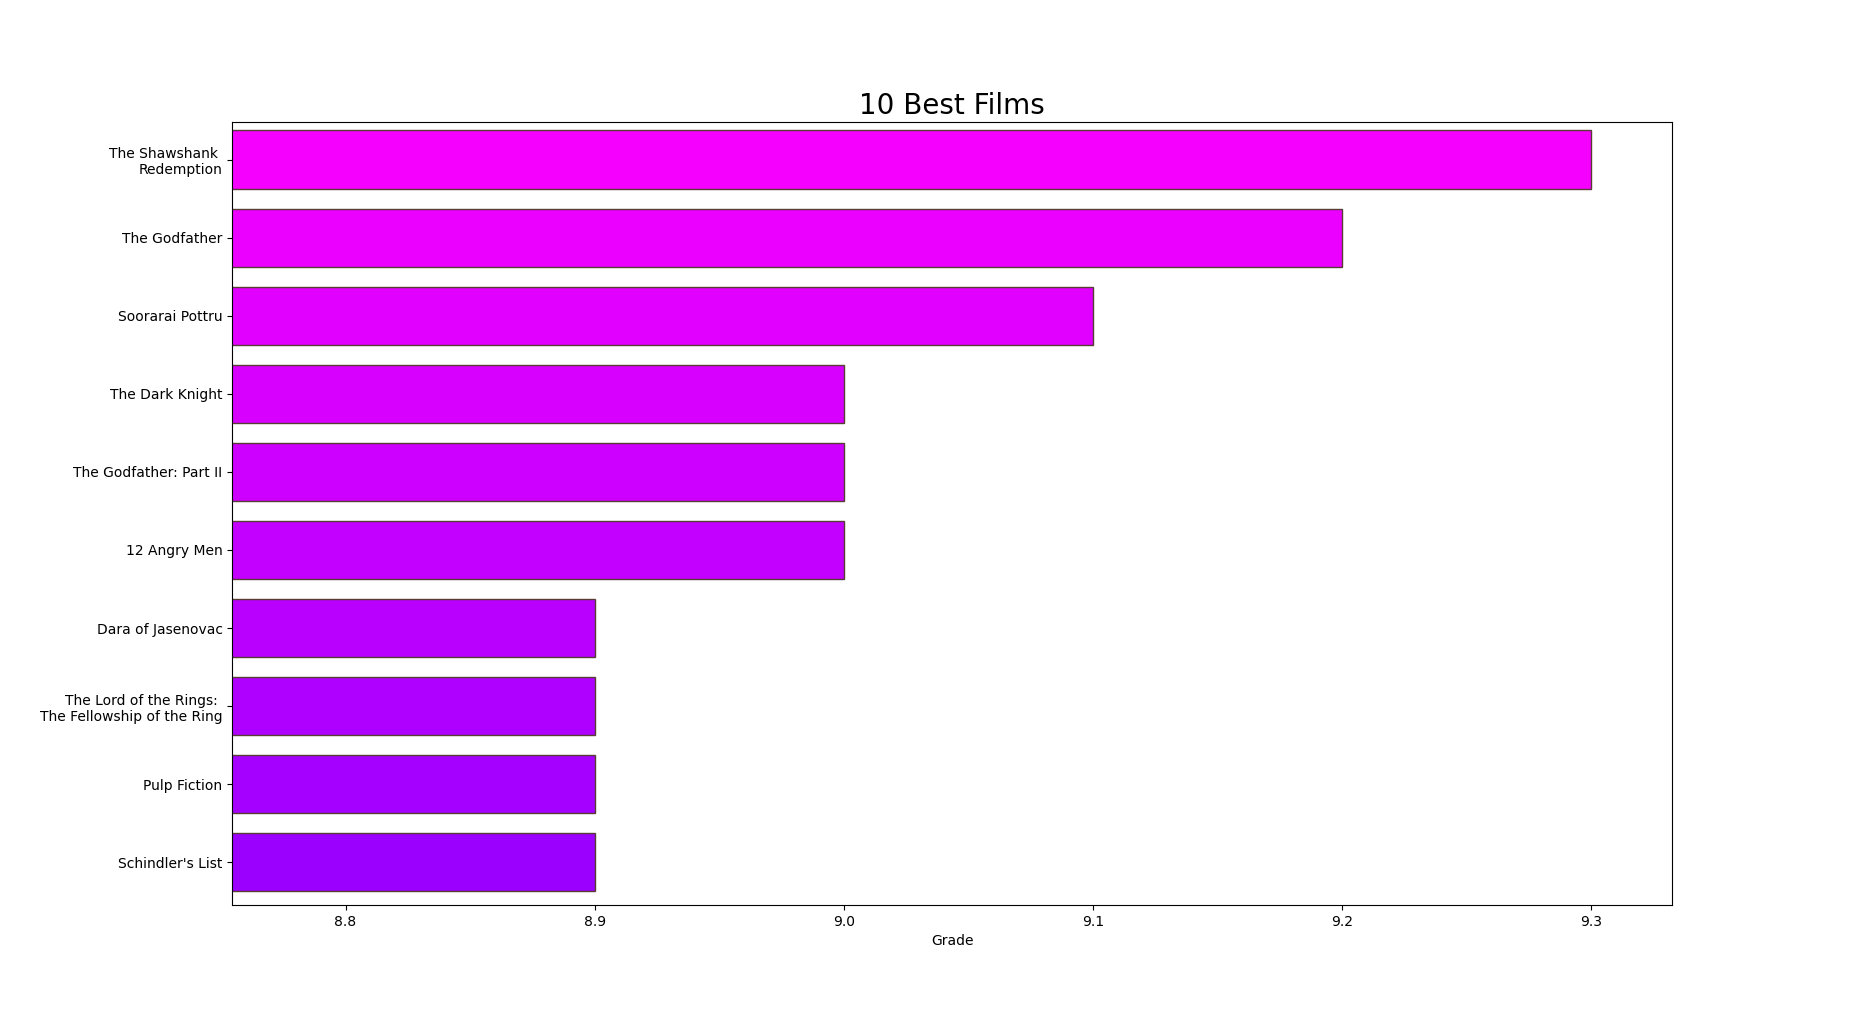 10 Best Films
The Shawshank
Redemption
The Godfather
Soorarai Pottru
The Dark Knight
The Godfather: Part II
12 Angry Men
Dara of Jasenovac
The Lord of the Rings:
The Fellowship of the Ring
Pulp Fiction
Schindler's List
8.8 8.9 9.0 9.1 9.2 9.3
Grade